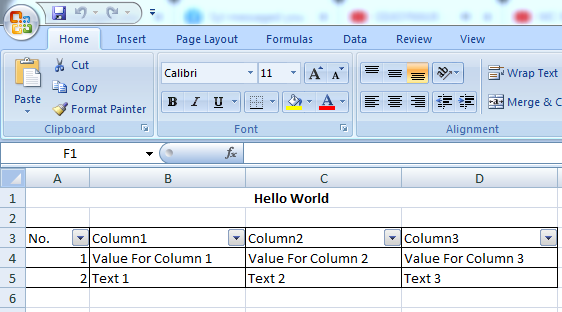 Home Insert Page Layout Formulas Data Review View
Cut
Copy
Format Painter
Paste
Clipboard
Calibri 11 A A
B I U A
Font
Wrap Text
Merge & C
Alignment
F1 fx
A B C D
1 Hello World
2
3 No. Column1 Column2 Column3
4 1 Value For Column 1 Value For Column 2 Value For Column 3
5 2 Text 1 Text 2 Text 3
6